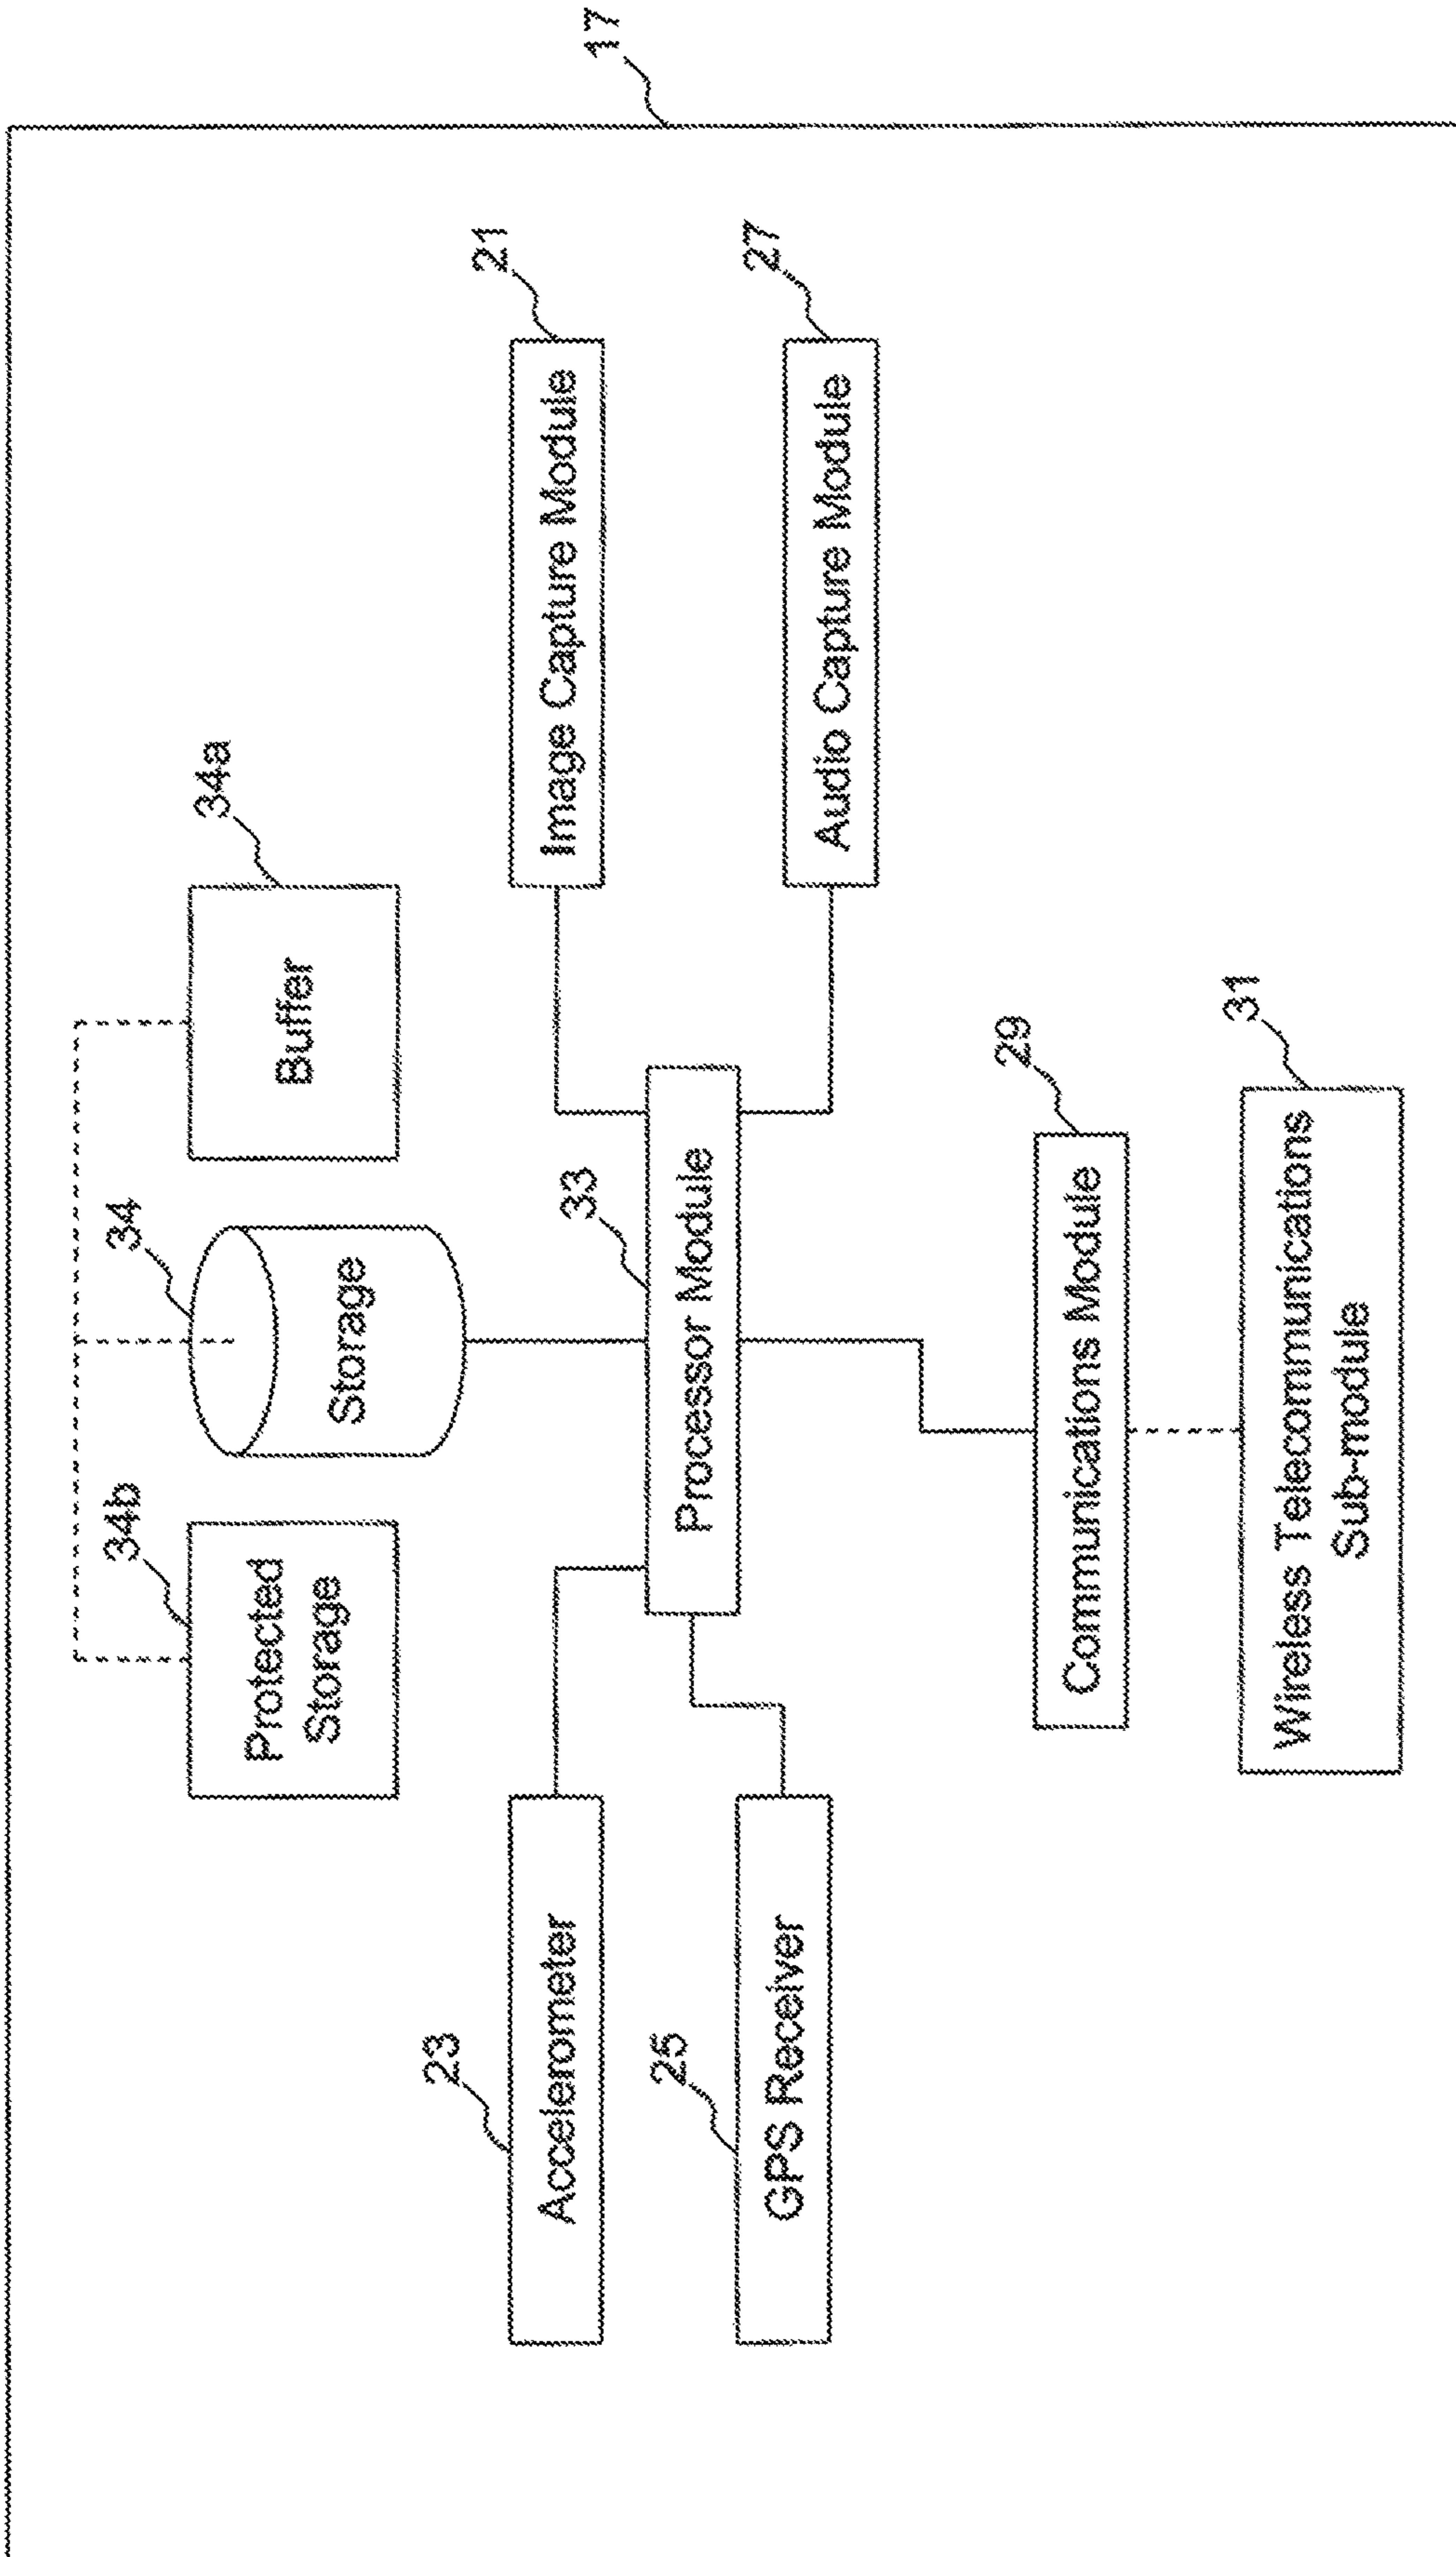 17
34b
34
34a
Protected
Storage
Storage
Buffer
23
Accelerometer
21
Image Capture Module
33
Processor Module
25
GPS Receiver
27
Audio Capture Module
29
Communications Module
31
Wireless Telecommunications
Sub-module